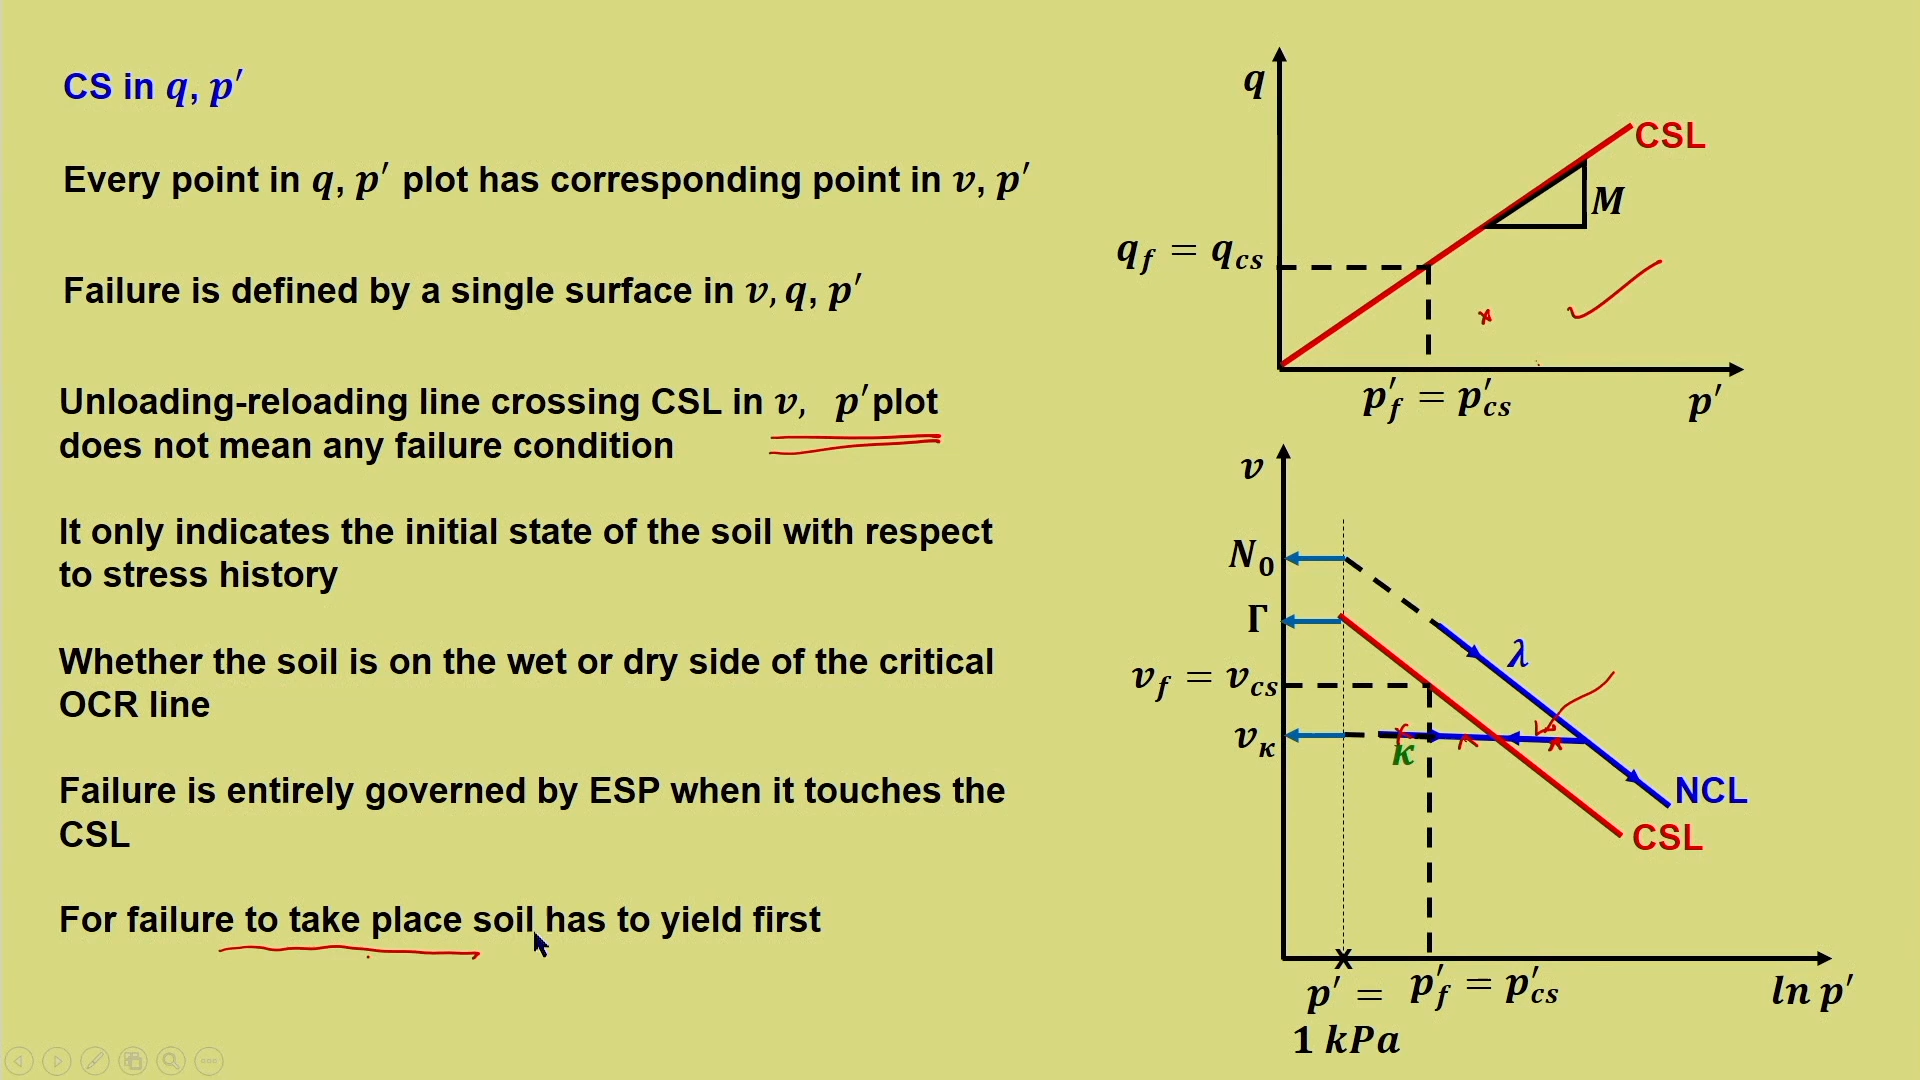 CS in q, p′
Every point in q, p′ plot has corresponding point in v, p′
Failure is defined by a single surface in v, q, p′
Unloading-reloading line crossing CSL in v, p′ plot
does not mean any failure condition
It only indicates the initial state of the soil with respect
to stress history
Whether the soil is on the wet or dry side of the critical
OCR line
Failure is entirely governed by ESP when it touches the
CSL
For failure to take place soil has to yield first
q
CSL
M
q_f = q_cs
p′_f = p′_cs
p′
v
N_0
Γ
λ
v_f = v_cs
v_κ
κ
NCL
CSL
x
p′ =
1 kPa
p′_f = p′_cs
ln p′